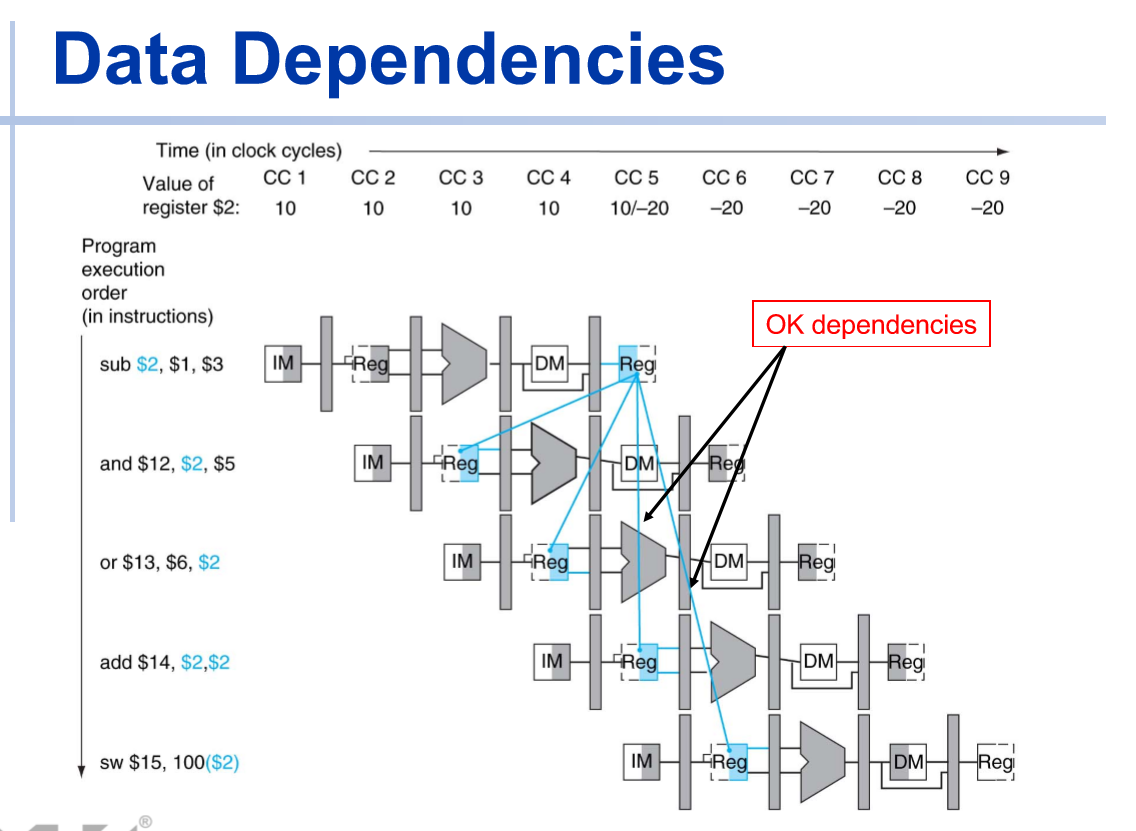 Data Dependencies
Time (in clock cycles)
CC 1 CC 2 CC 3 CC 4 CC 5 CC 6 CC 7 CC 8 CC 9
Value of
register $2: 10 10 10 10 10/–20 –20 –20 –20 –20
Program
execution
order
(in instructions)
OK dependencies
sub $2, $1, $3 IM Reg DM Reg
and $12, $2, $5 IM Reg DM Reg
or $13, $6, $2 IM Reg DM Reg
add $14, $2,$2 IM Reg DM Reg
sw $15, 100($2) IM Reg DM Reg
®